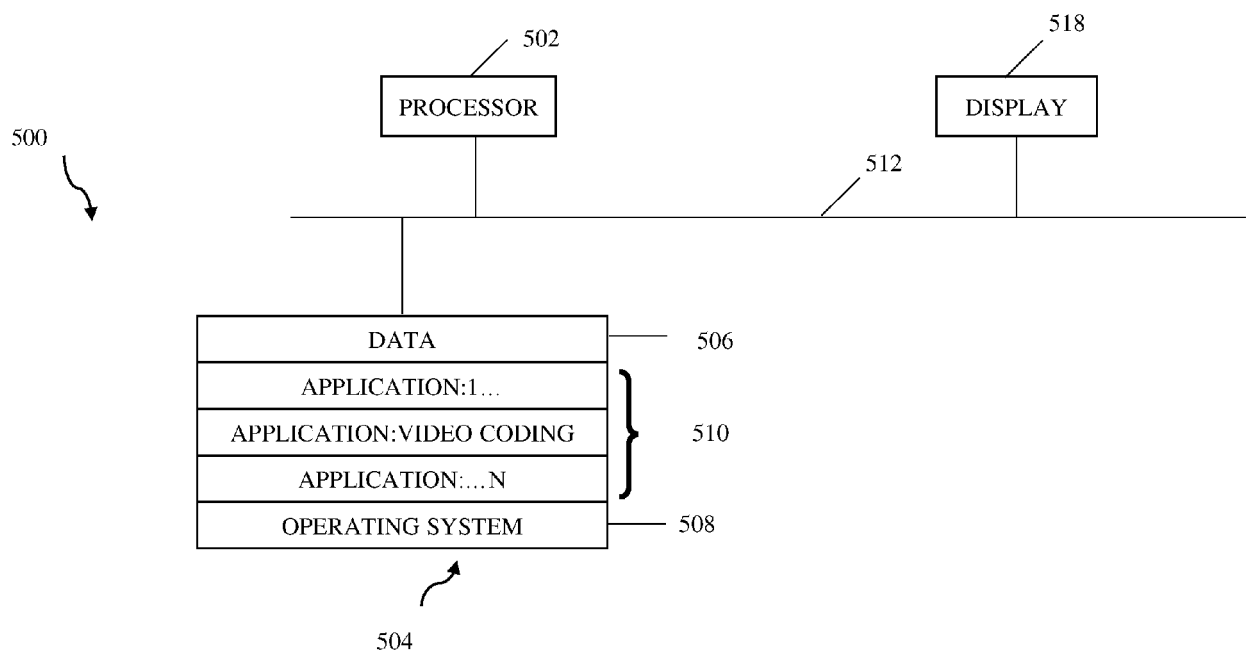 502
518
PROCESSOR
DISPLAY
500
512
DATA
506
APPLICATION:1...
APPLICATION:VIDEO CODING
510
APPLICATION:...N
OPERATING SYSTEM
508
504